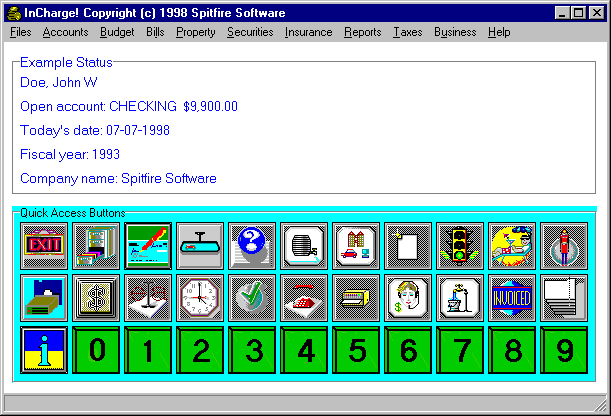 InCharge! Copyright (c) 1998 Spitfire Software
Files Accounts Budget Bills Property Securities Insurance Reports Taxes Business Help
Example Status
Doe, John W
Open account: CHECKING $9,900.00
Today's date: 07-07-1998
Fiscal year: 1993
Company name: Spitfire Software
Quick Access Buttons
EXIT ?
$ $ INVOICED
i 0 1 2 3 4 5 6 7 8 9